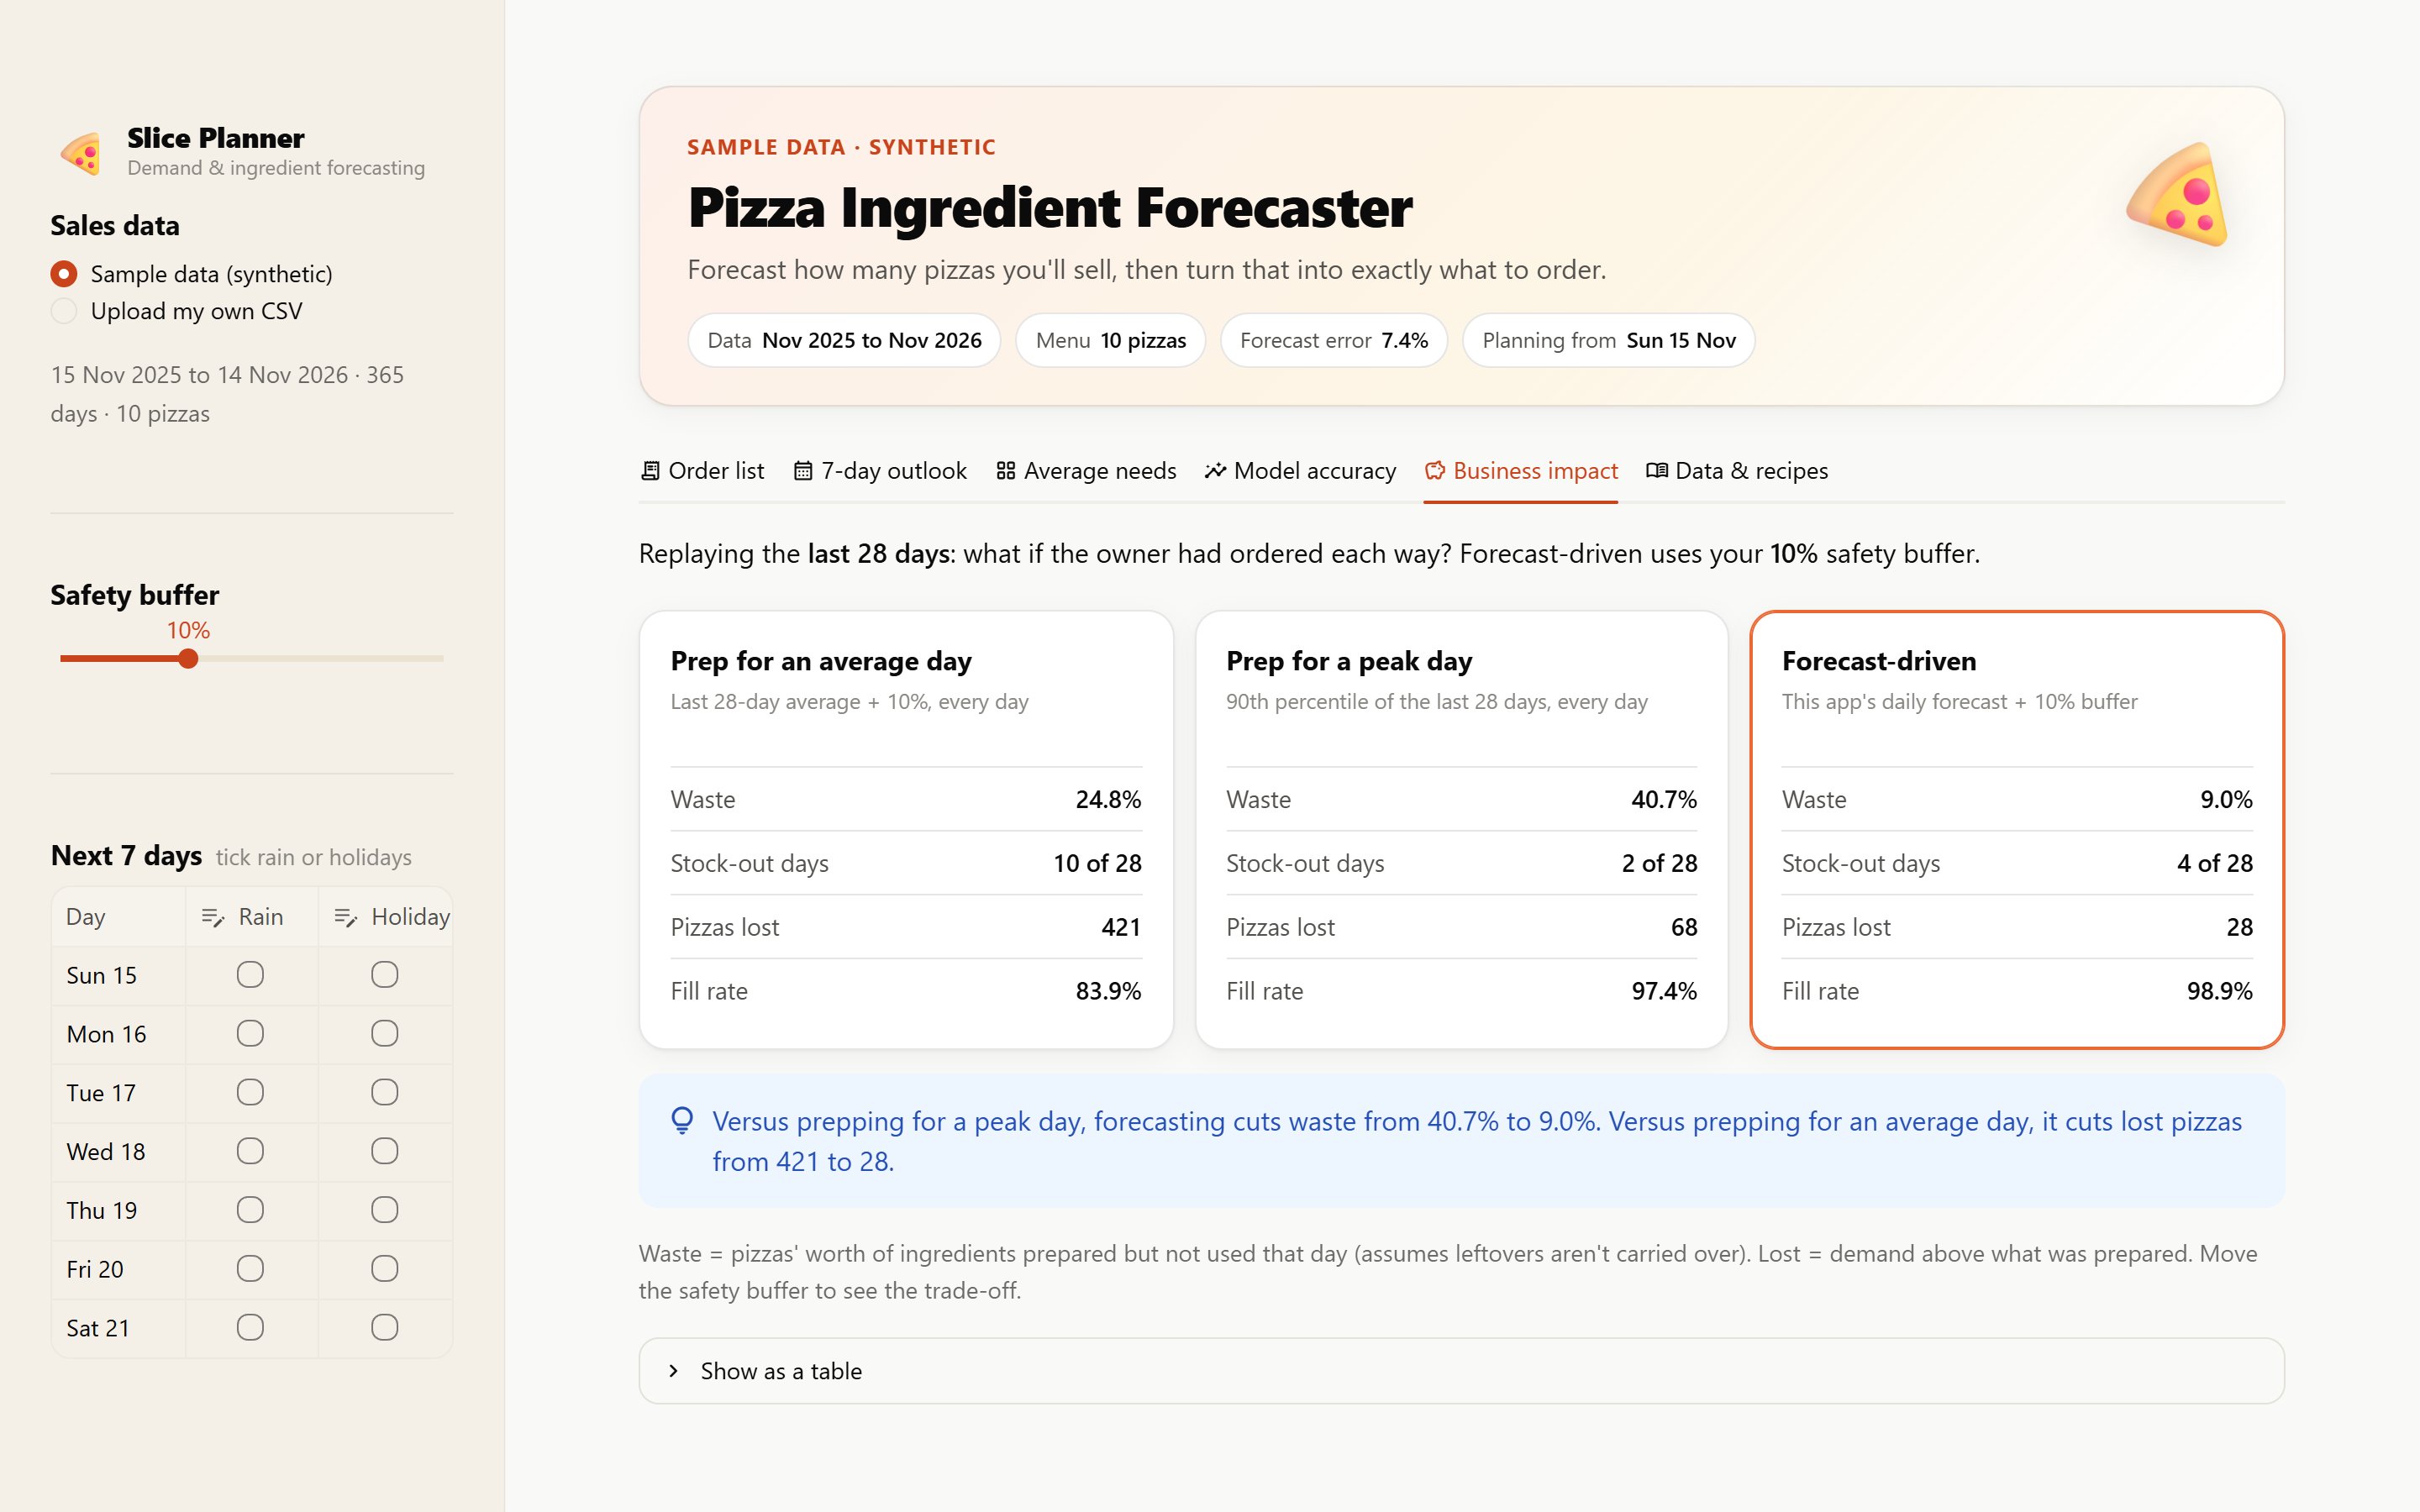 Slice Planner
Demand & ingredient forecasting
Sales data
Sample data (synthetic)
Upload my own CSV
15 Nov 2025 to 14 Nov 2026 · 365
days · 10 pizzas
Safety buffer
10%
Next 7 days tick rain or holidays
Day Rain Holiday
Sun 15
Mon 16
Tue 17
Wed 18
Thu 19
Fri 20
Sat 21
SAMPLE DATA · SYNTHETIC
Pizza Ingredient Forecaster
Forecast how many pizzas you'll sell, then turn that into exactly what to order.
Data Nov 2025 to Nov 2026 Menu 10 pizzas Forecast error 7.4% Planning from Sun 15 Nov
Order list 7-day outlook Average needs Model accuracy Business impact Data & recipes
Replaying the last 28 days: what if the owner had ordered each way? Forecast-driven uses your 10% safety buffer.
Prep for an average day
Last 28-day average + 10%, every day
Waste 24.8%
Stock-out days 10 of 28
Pizzas lost 421
Fill rate 83.9%
Prep for a peak day
90th percentile of the last 28 days, every day
Waste 40.7%
Stock-out days 2 of 28
Pizzas lost 68
Fill rate 97.4%
Forecast-driven
This app's daily forecast + 10% buffer
Waste 9.0%
Stock-out days 4 of 28
Pizzas lost 28
Fill rate 98.9%
Versus prepping for a peak day, forecasting cuts waste from 40.7% to 9.0%. Versus prepping for an average day, it cuts lost pizzas
from 421 to 28.
Waste = pizzas' worth of ingredients prepared but not used that day (assumes leftovers aren't carried over). Lost = demand above what was prepared. Move
the safety buffer to see the trade-off.
Show as a table